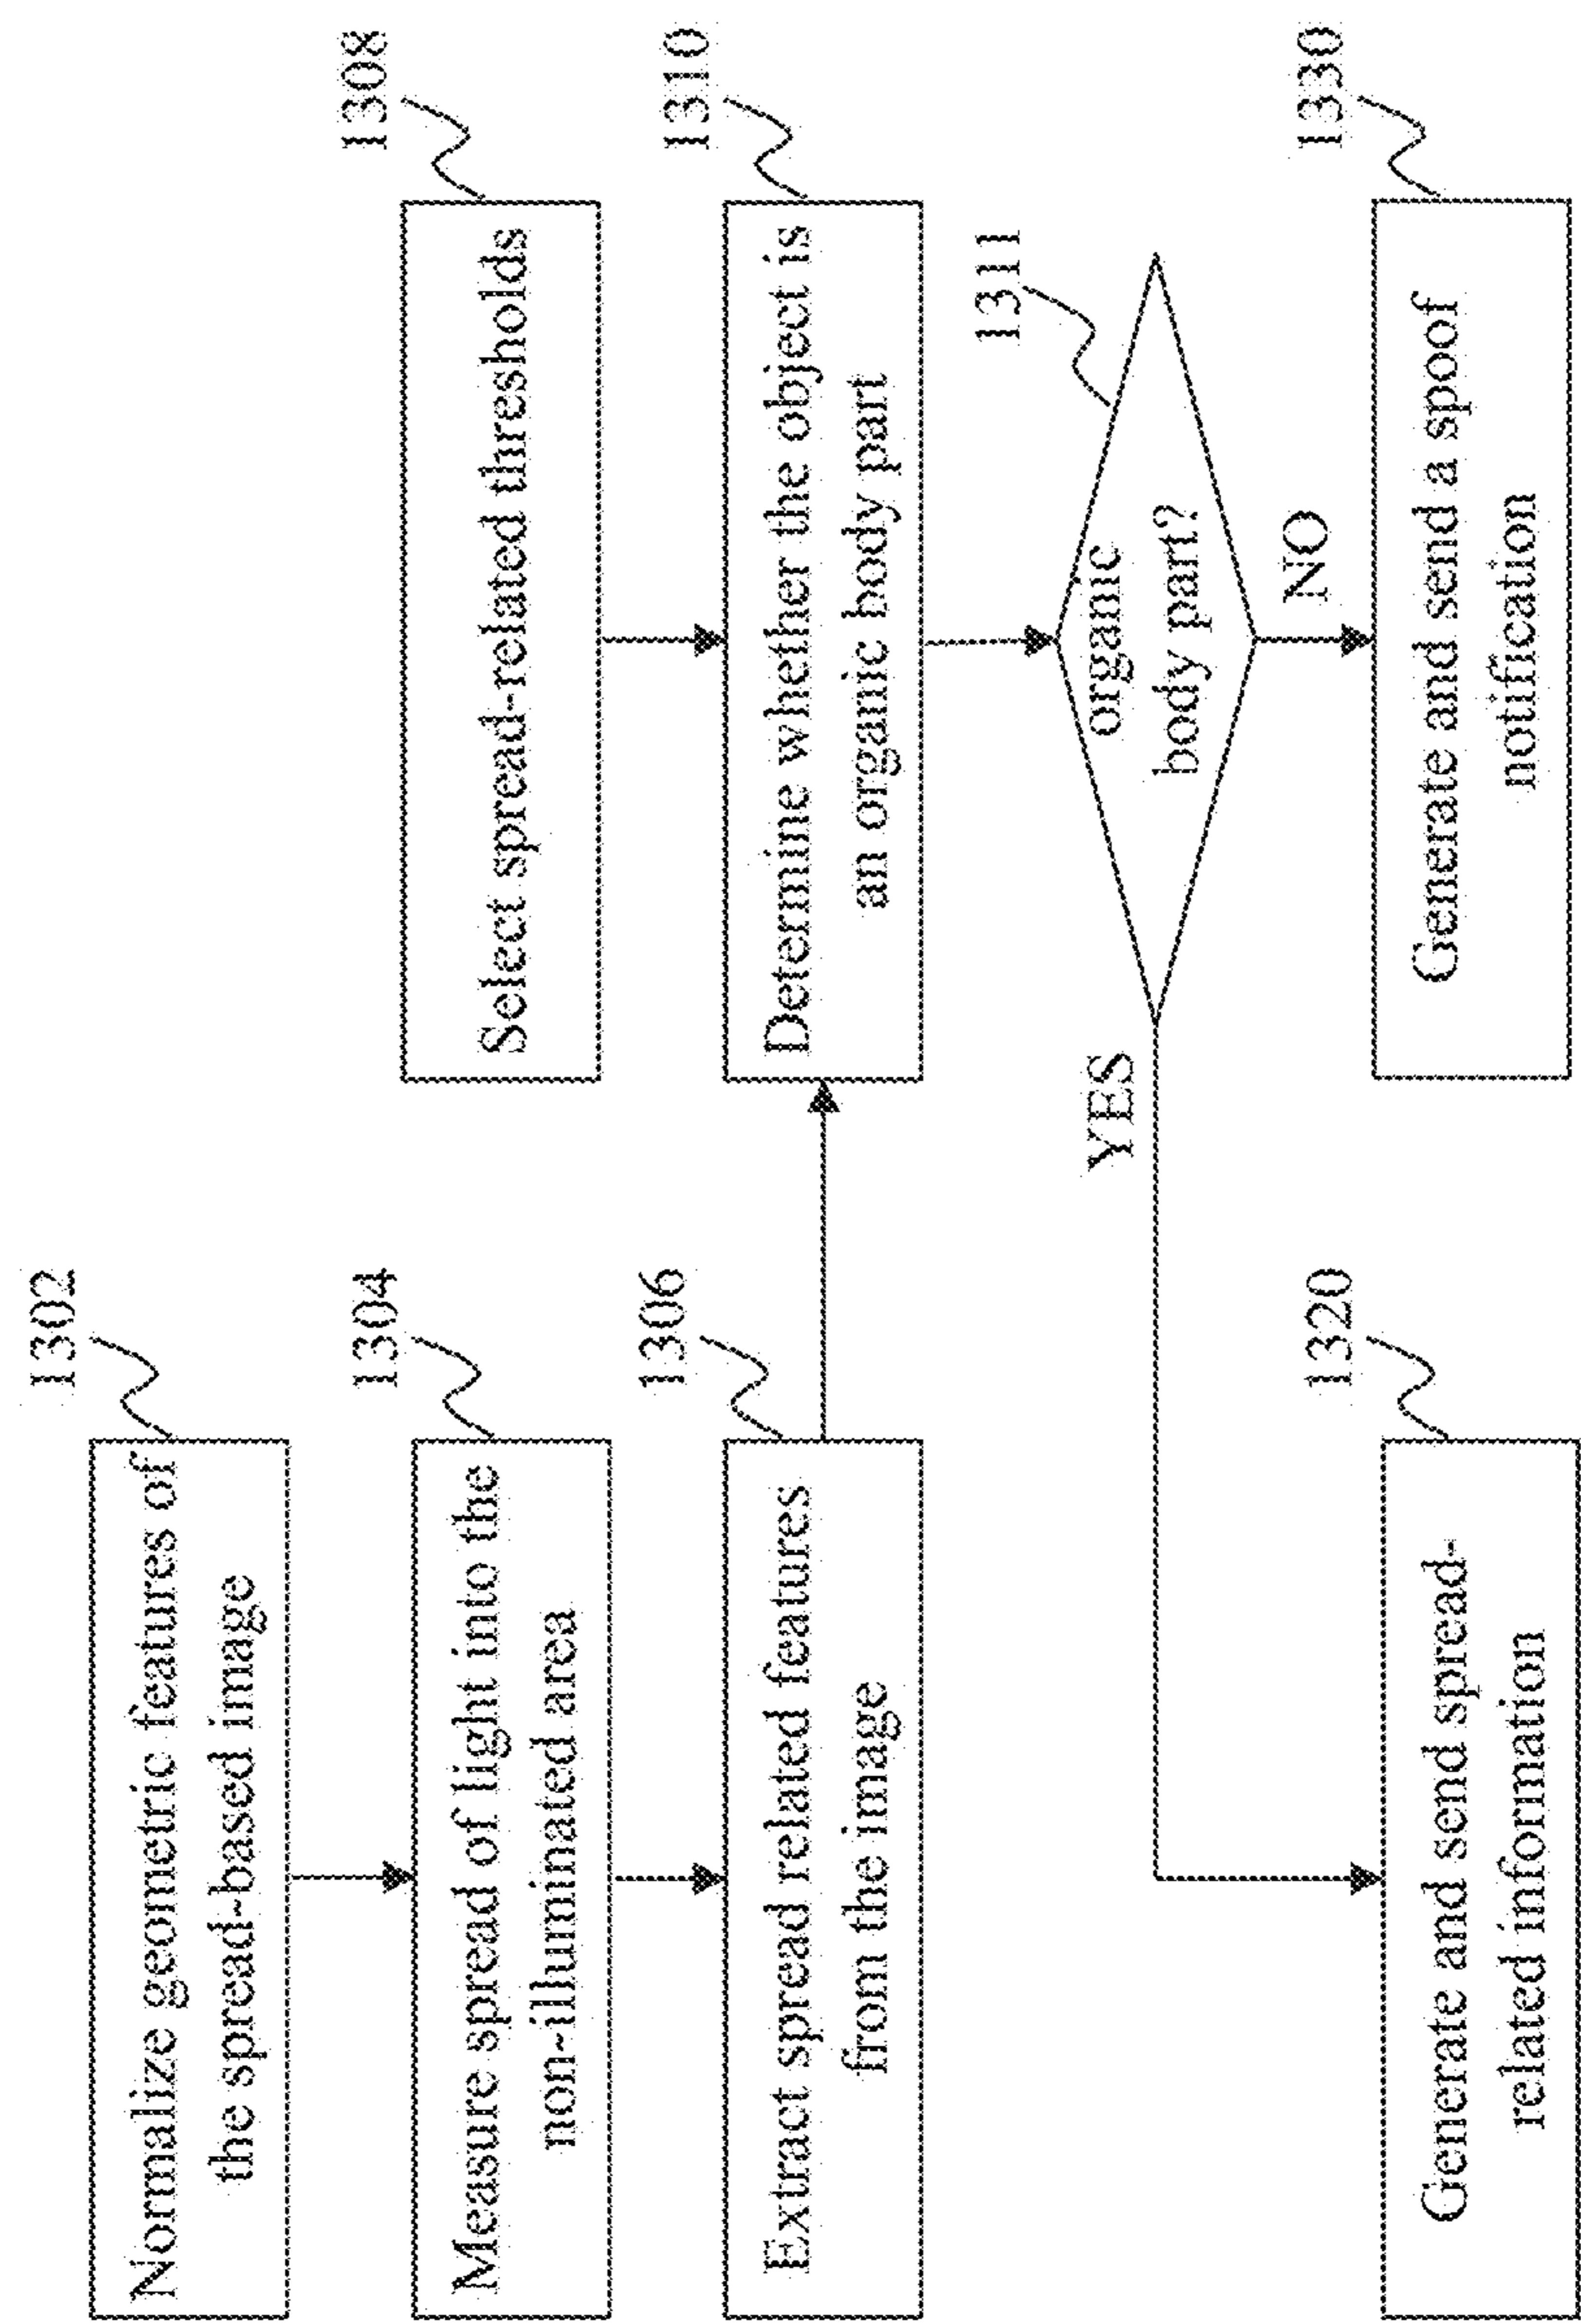 1302
Normalize geometric features of
the spread-based image
1304
Measure spread of light into the
non-illuminated area
1306
Extract spread related features
from the image
1308
Select spread-related thresholds
1310
Determine whether the object is
an organic body part
1311
organic
body part?
YES
NO
1320
Generate and send spread-
related information
1330
Generate and send a spoof
notification